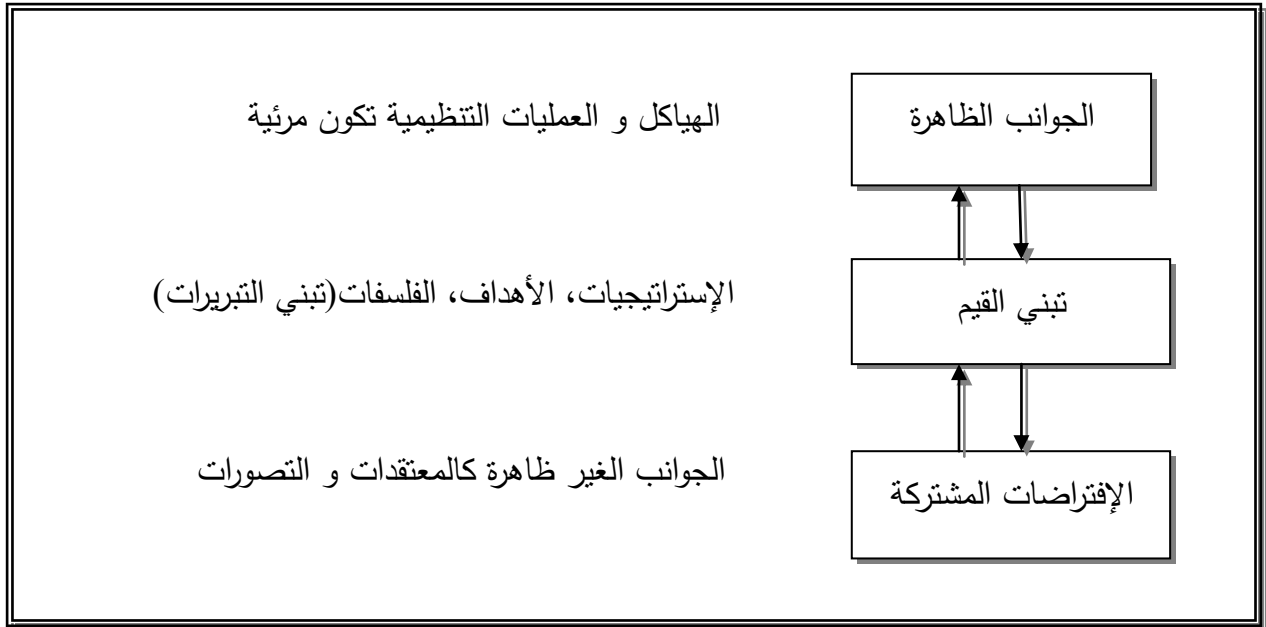 الجوانب الظاهرة
الهياكل و العمليات التنظيمية تكون مرئية
تبني القيم
الإستراتيجيات، الأهداف، الفلسفات(تبني التبريرات)
الإفتراضات المشتركة
الجوانب الغير ظاهرة كالمعتقدات و التصورات